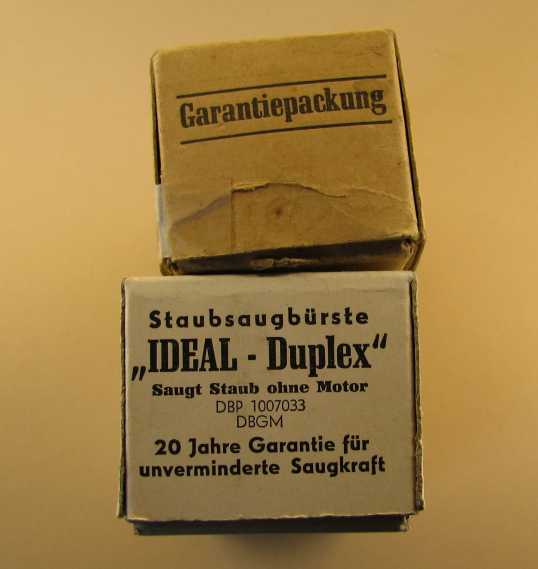 Garantiepackung
Staubsaugbürste
„IDEAL - Duplex“
Saugt Staub ohne Motor
DBP 1007033
DBGM
20 Jahre Garantie für
unverminderte Saugkraft